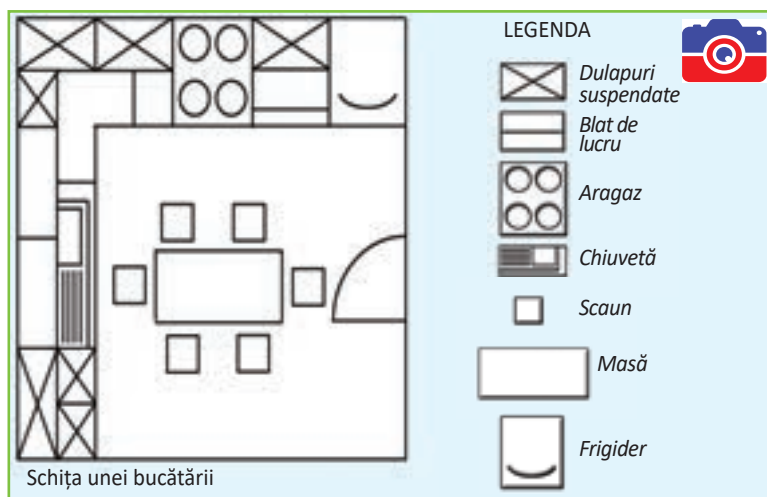 LEGENDA
Dulapuri
suspendate
Blat de
lucru
Aragaz
Chiuvetă
Scaun
Masă
Frigider
Schița unei bucătării